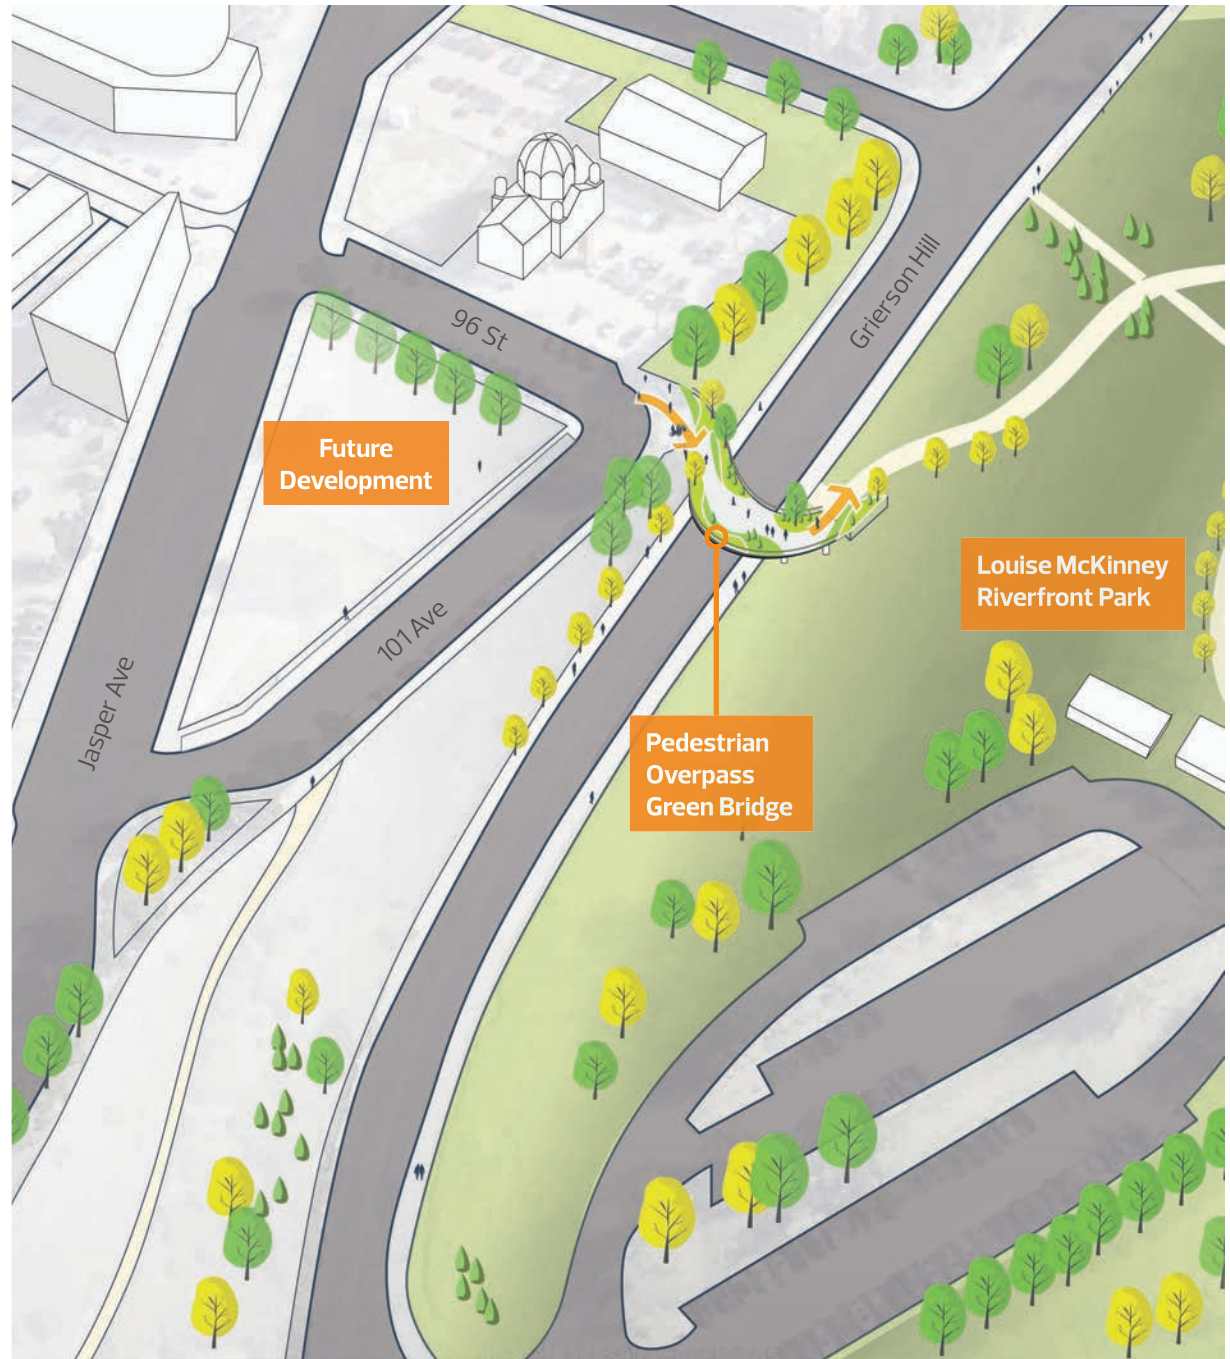 96 St
Grierson Hill
Future
Development
Louise McKinney
Riverfront Park
101 Ave
Jasper Ave
Pedestrian
Overpass
Green Bridge